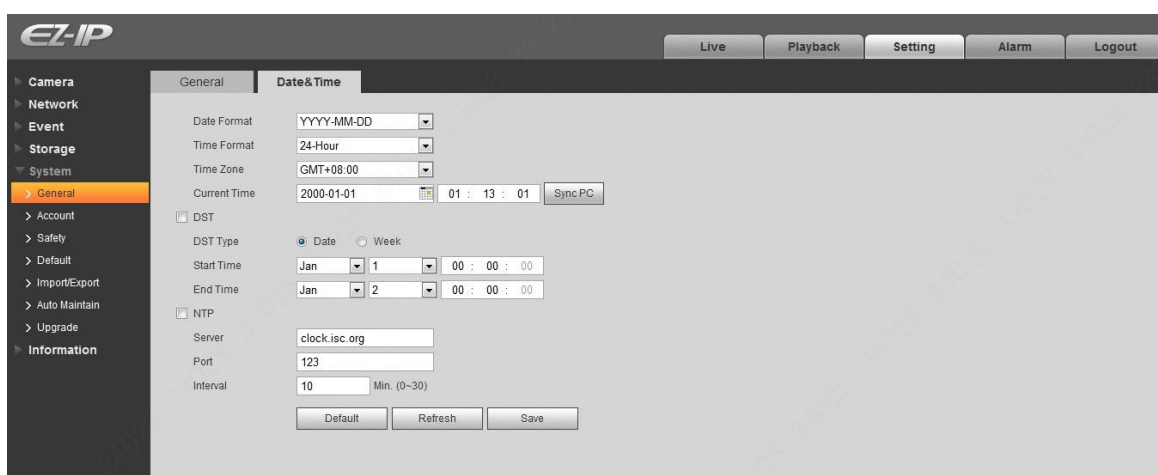 EZ-IP
Live Playback Setting Alarm Logout
Camera
Network
Event
Storage
System
General
Account
Safety
Default
Import/Export
Auto Maintain
Upgrade
Information
General Date&Time
Date Format YYYY-MM-DD
Time Format 24-Hour
Time Zone GMT+08:00
Current Time 2000-01-01 01 : 13 : 01 Sync PC
DST
DST Type Date Week
Start Time Jan 1 00 : 00 : 00
End Time Jan 2 00 : 00 : 00
NTP
Server clock.isc.org
Port 123
Interval 10 Min. (0~30)
Default Refresh Save